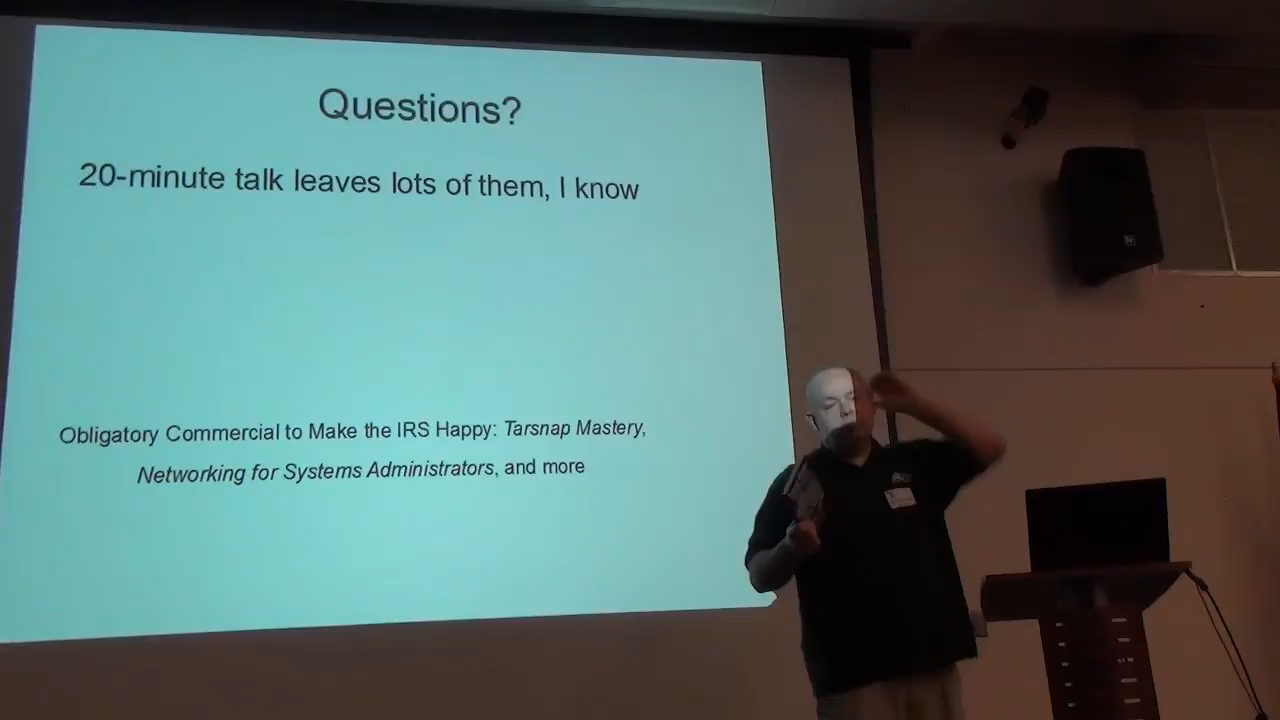 Questions?
20-minute talk leaves lots of them, I know
Obligatory Commercial to Make the IRS Happy: Tarsnap Mastery,
Networking for Systems Administrators, and more